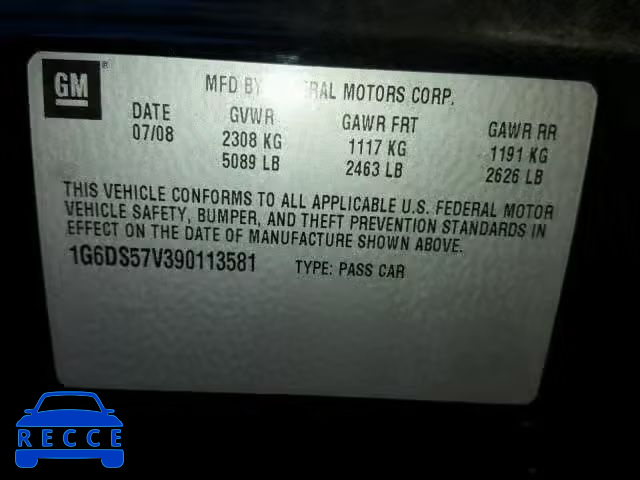 GM®
MFD BY ERAL MOTORS CORP.
DATE GVWR GAWR FRT GAWR RR
07/08 2308 KG 1117 KG 1191 KG
5089 LB 2463 LB 2626 LB
THIS VEHICLE CONFORMS TO ALL APPLICABLE U.S. FEDERAL MOTOR
VEHICLE SAFETY, BUMPER, AND THEFT PREVENTION STANDARDS IN
EFFECT ON THE DATE OF MANUFACTURE SHOWN ABOVE.
1G6DS57V390113581 TYPE: PASS CAR
RECCE